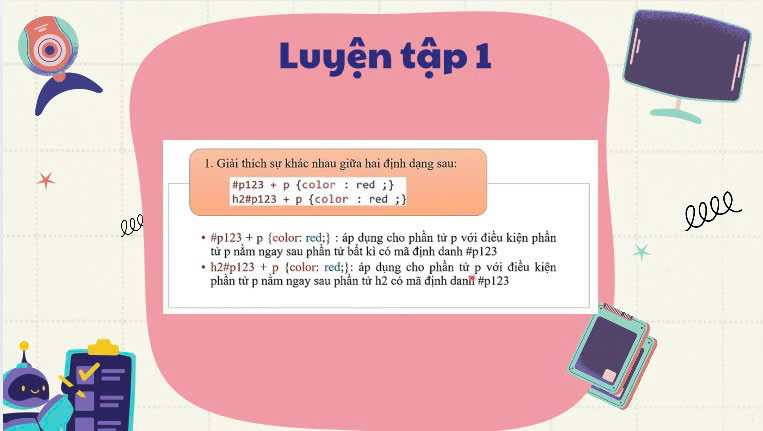 Luyện tập 1
1. Giải thích sự khác nhau giữa hai định dạng sau:
#p123 + p {color : red ;}
h2#p123 + p {color : red ;}
• #p123 + p {color: red;} : áp dụng cho phần tử p với điều kiện phần
tử p nằm ngay sau phần tử bất kì có mã định danh #p123
• h2#p123 + p {color: red;}: áp dụng cho phần tử p với điều kiện
phần tử p nằm ngay sau phần tử h2 có mã định danh #p123